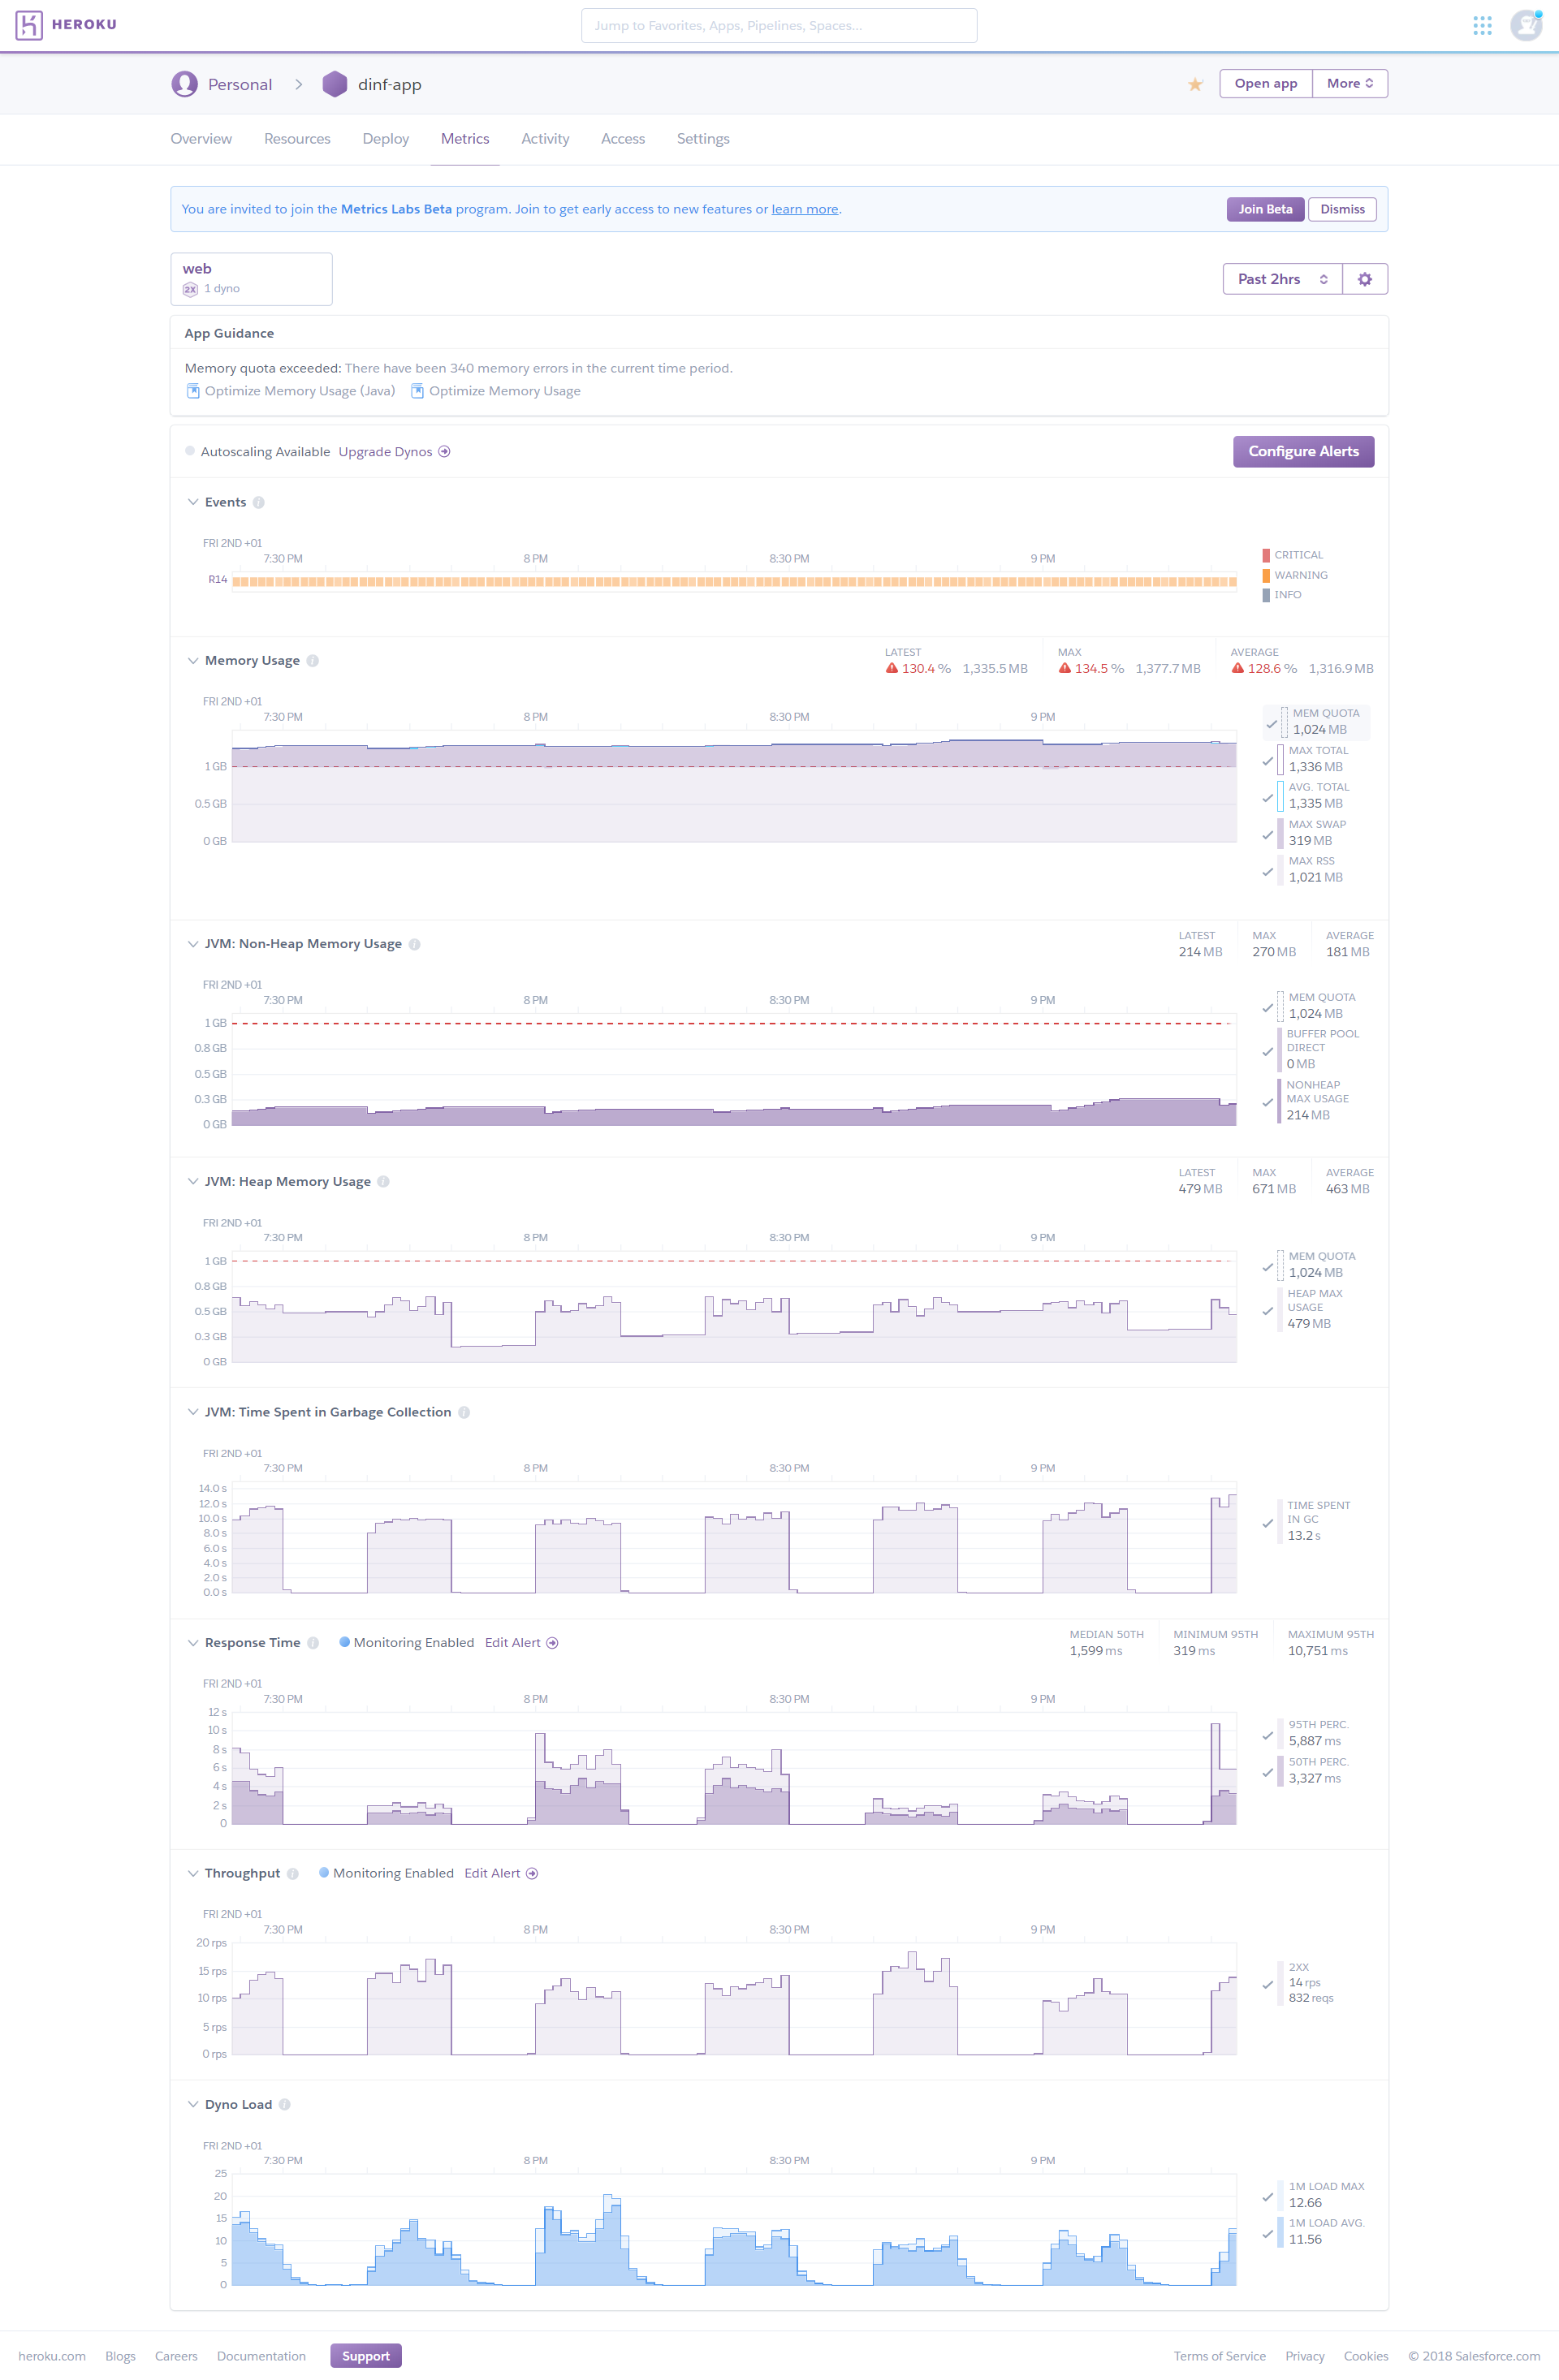 HEROKU
Jump to Favorites, Apps, Pipelines, Spaces...
Personal
dinf-app
Open app
More
Overview
Resources
Deploy
Metrics
Activity
Access
Settings
You are invited to join the Metrics Labs Beta program. Join to get early access to new features or learn more.
Join Beta
Dismiss
web
2X 1 dyno
Past 2hrs
App Guidance
Memory quota exceeded: There have been 340 memory errors in the current time period.
Optimize Memory Usage (Java) Optimize Memory Usage
Autoscaling Available Upgrade Dynos
Configure Alerts
Events
FRI 2ND +01
7:30 PM 8 PM 8:30 PM 9 PM
R14
CRITICAL
WARNING
INFO
Memory Usage
LATEST
130.4 % 1,335.5 MB
MAX
134.5 % 1,377.7 MB
AVERAGE
128.6 % 1,316.9 MB
FRI 2ND +01
7:30 PM 8 PM 8:30 PM 9 PM
1 GB
0.5 GB
0 GB
MEM QUOTA
1,024 MB
MAX TOTAL
1,336 MB
AVG. TOTAL
1,335 MB
MAX SWAP
319 MB
MAX RSS
1,021 MB
JVM: Non-Heap Memory Usage
LATEST
214 MB
MAX
270 MB
AVERAGE
181 MB
FRI 2ND +01
7:30 PM 8 PM 8:30 PM 9 PM
1 GB
0.8 GB
0.5 GB
0.3 GB
0 GB
MEM QUOTA
1,024 MB
BUFFER POOL
DIRECT
0 MB
NONHEAP
MAX USAGE
214 MB
JVM: Heap Memory Usage
LATEST
479 MB
MAX
671 MB
AVERAGE
463 MB
FRI 2ND +01
7:30 PM 8 PM 8:30 PM 9 PM
1 GB
0.8 GB
0.5 GB
0.3 GB
0 GB
MEM QUOTA
1,024 MB
HEAP MAX
USAGE
479 MB
JVM: Time Spent in Garbage Collection
FRI 2ND +01
7:30 PM 8 PM 8:30 PM 9 PM
14.0 s
12.0 s
10.0 s
8.0 s
6.0 s
4.0 s
2.0 s
0.0 s
TIME SPENT
IN GC
13.2 s
Response Time
Monitoring Enabled Edit Alert
MEDIAN 50TH
1,599 ms
MINIMUM 95TH
319 ms
MAXIMUM 95TH
10,751 ms
FRI 2ND +01
7:30 PM 8 PM 8:30 PM 9 PM
12 s
10 s
8 s
6 s
4 s
2 s
0
95TH PERC.
5,887 ms
50TH PERC.
3,327 ms
Throughput
Monitoring Enabled Edit Alert
FRI 2ND +01
7:30 PM 8 PM 8:30 PM 9 PM
20 rps
15 rps
10 rps
5 rps
0 rps
2XX
14 rps
832 reqs
Dyno Load
FRI 2ND +01
7:30 PM 8 PM 8:30 PM 9 PM
25
20
15
10
5
0
1M LOAD MAX
12.66
1M LOAD AVG.
11.56
heroku.com
Blogs
Careers
Documentation
Support
Terms of Service
Privacy
Cookies
© 2018 Salesforce.com